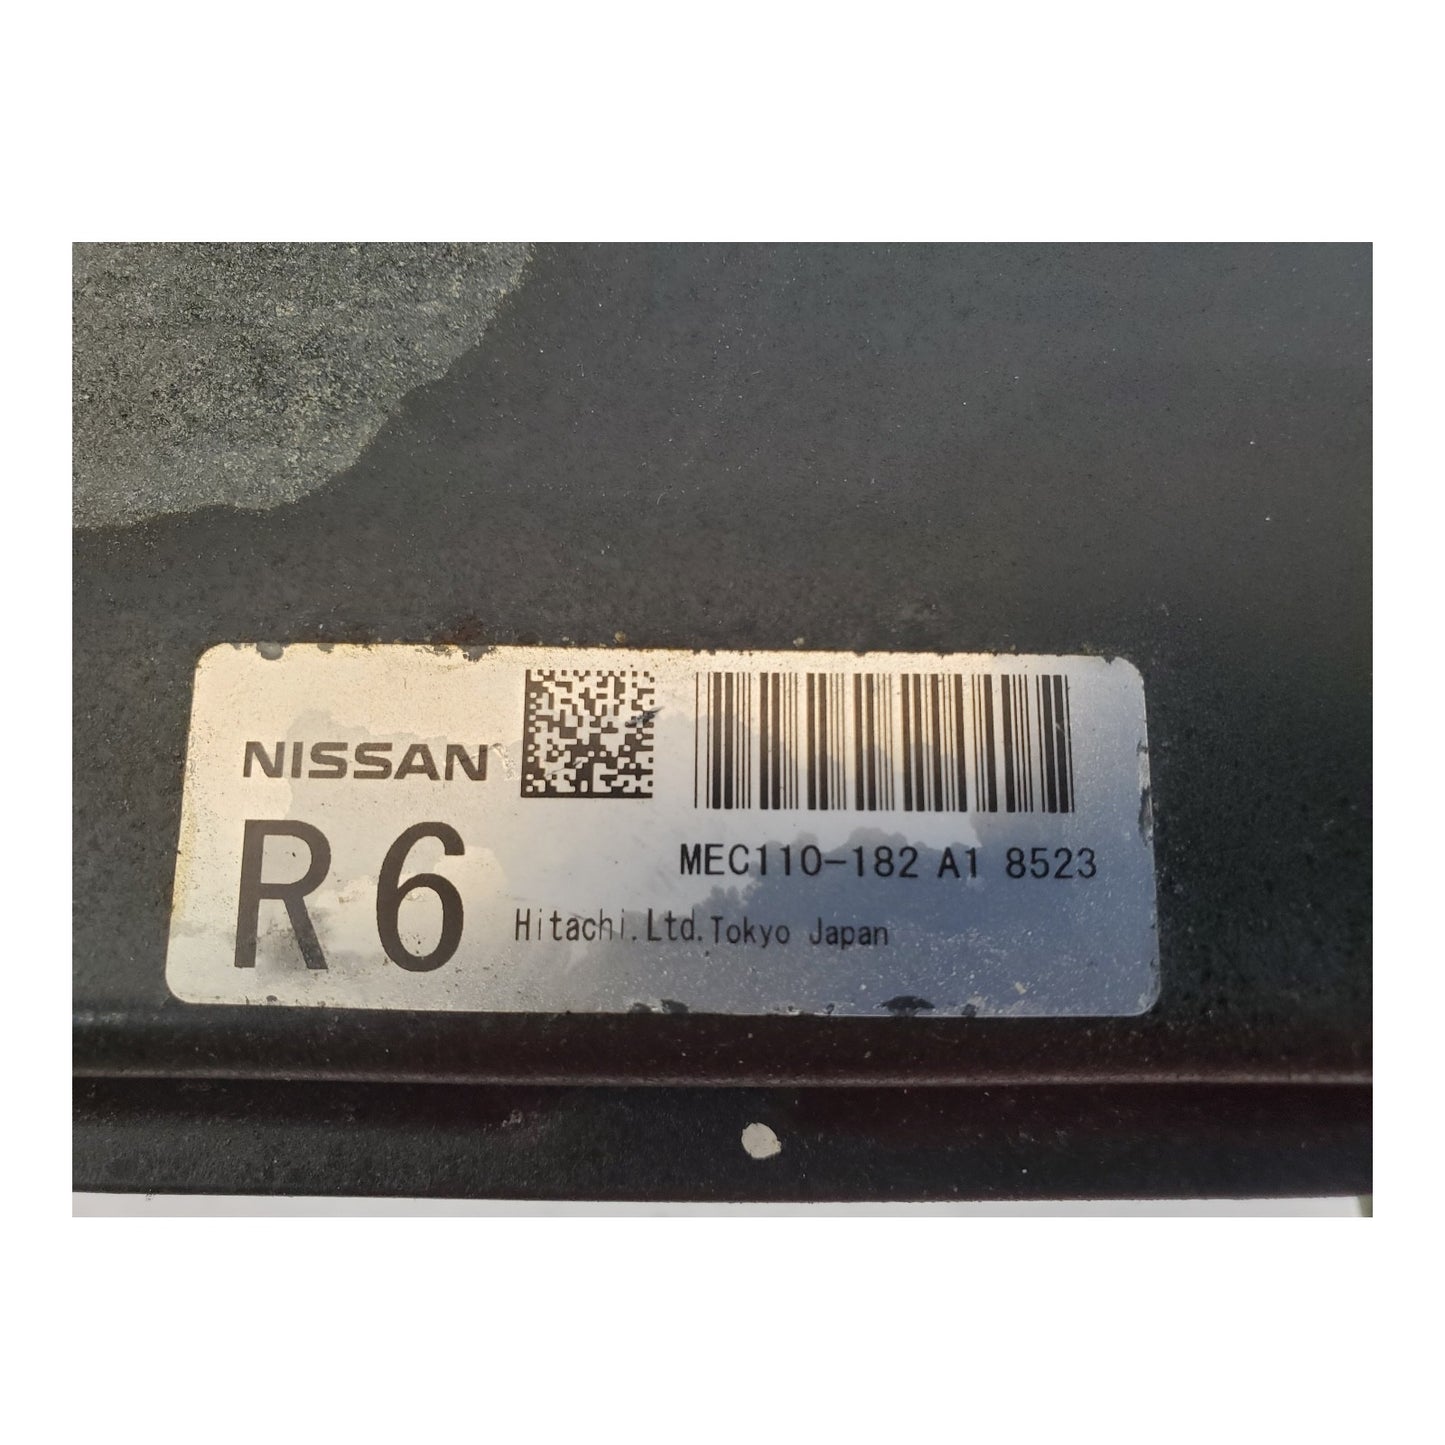 NISSAN
R6
MEC110-182 A1 8523
Hitachi.Ltd.Tokyo Japan